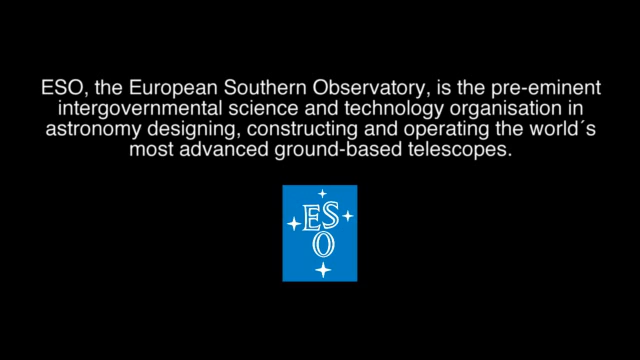 ESO, the European Southern Observatory, is the pre-eminent
intergovernmental science and technology organisation in
astronomy designing, constructing and operating the world´s
most advanced ground-based telescopes.
ES
O